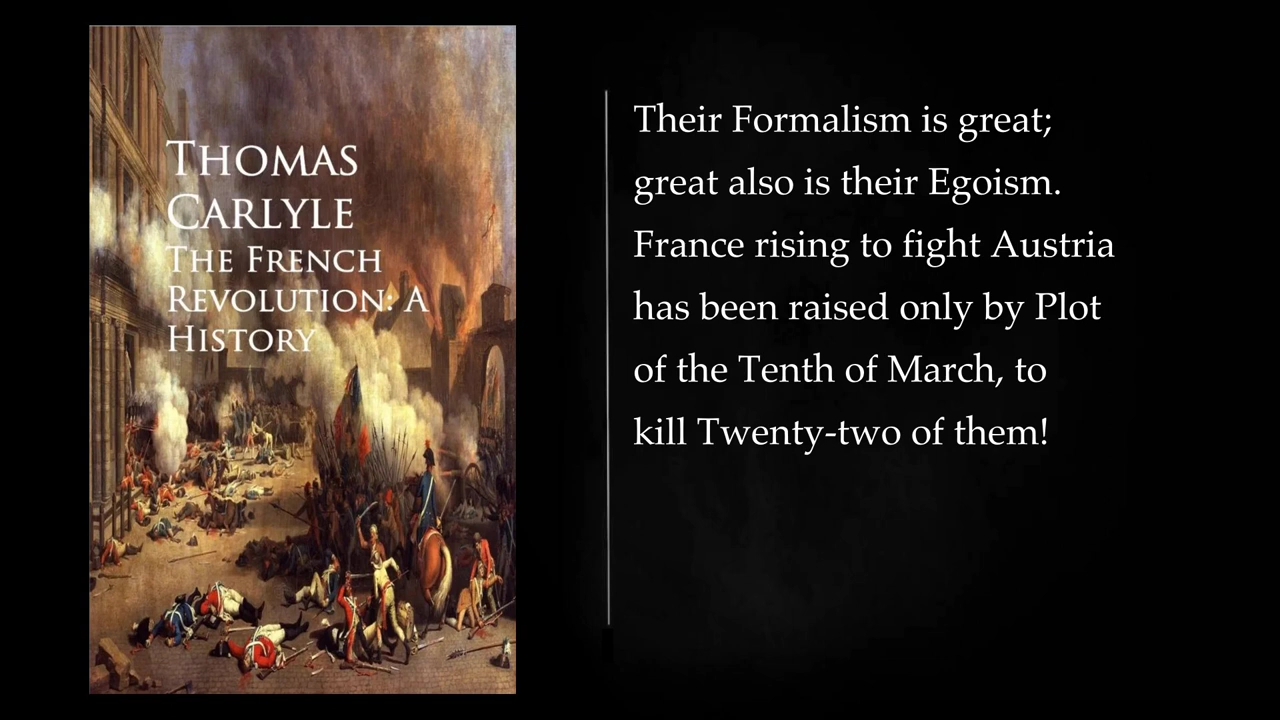 THOMAS
CARLYLE
THE FRENCH
REVOLUTION: A
HISTORY
Their Formalism is great;
great also is their Egoism.
France rising to fight Austria
has been raised only by Plot
of the Tenth of March, to
kill Twenty-two of them!